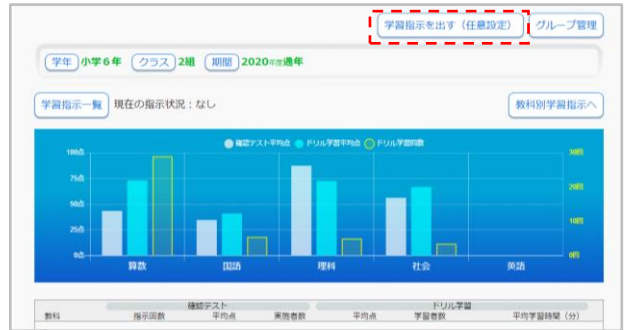 学習指示を出す（任意設定） グループ管理
学年 小学６年 クラス 2組 期間 2020年度通年
学習指示一覧 現在の指示状況：なし 教科別学習指示へ
確認テスト平均点 ドリル学習平均点 ドリル学習回数
100点 30回
75点
20回
50点
10回
25点
0点 0回
算数 国語 理科 社会 英語
確認テスト ドリル学習
教科 指示回数 平均点 実施者数 平均点 学習者数 平均学習時間（分）